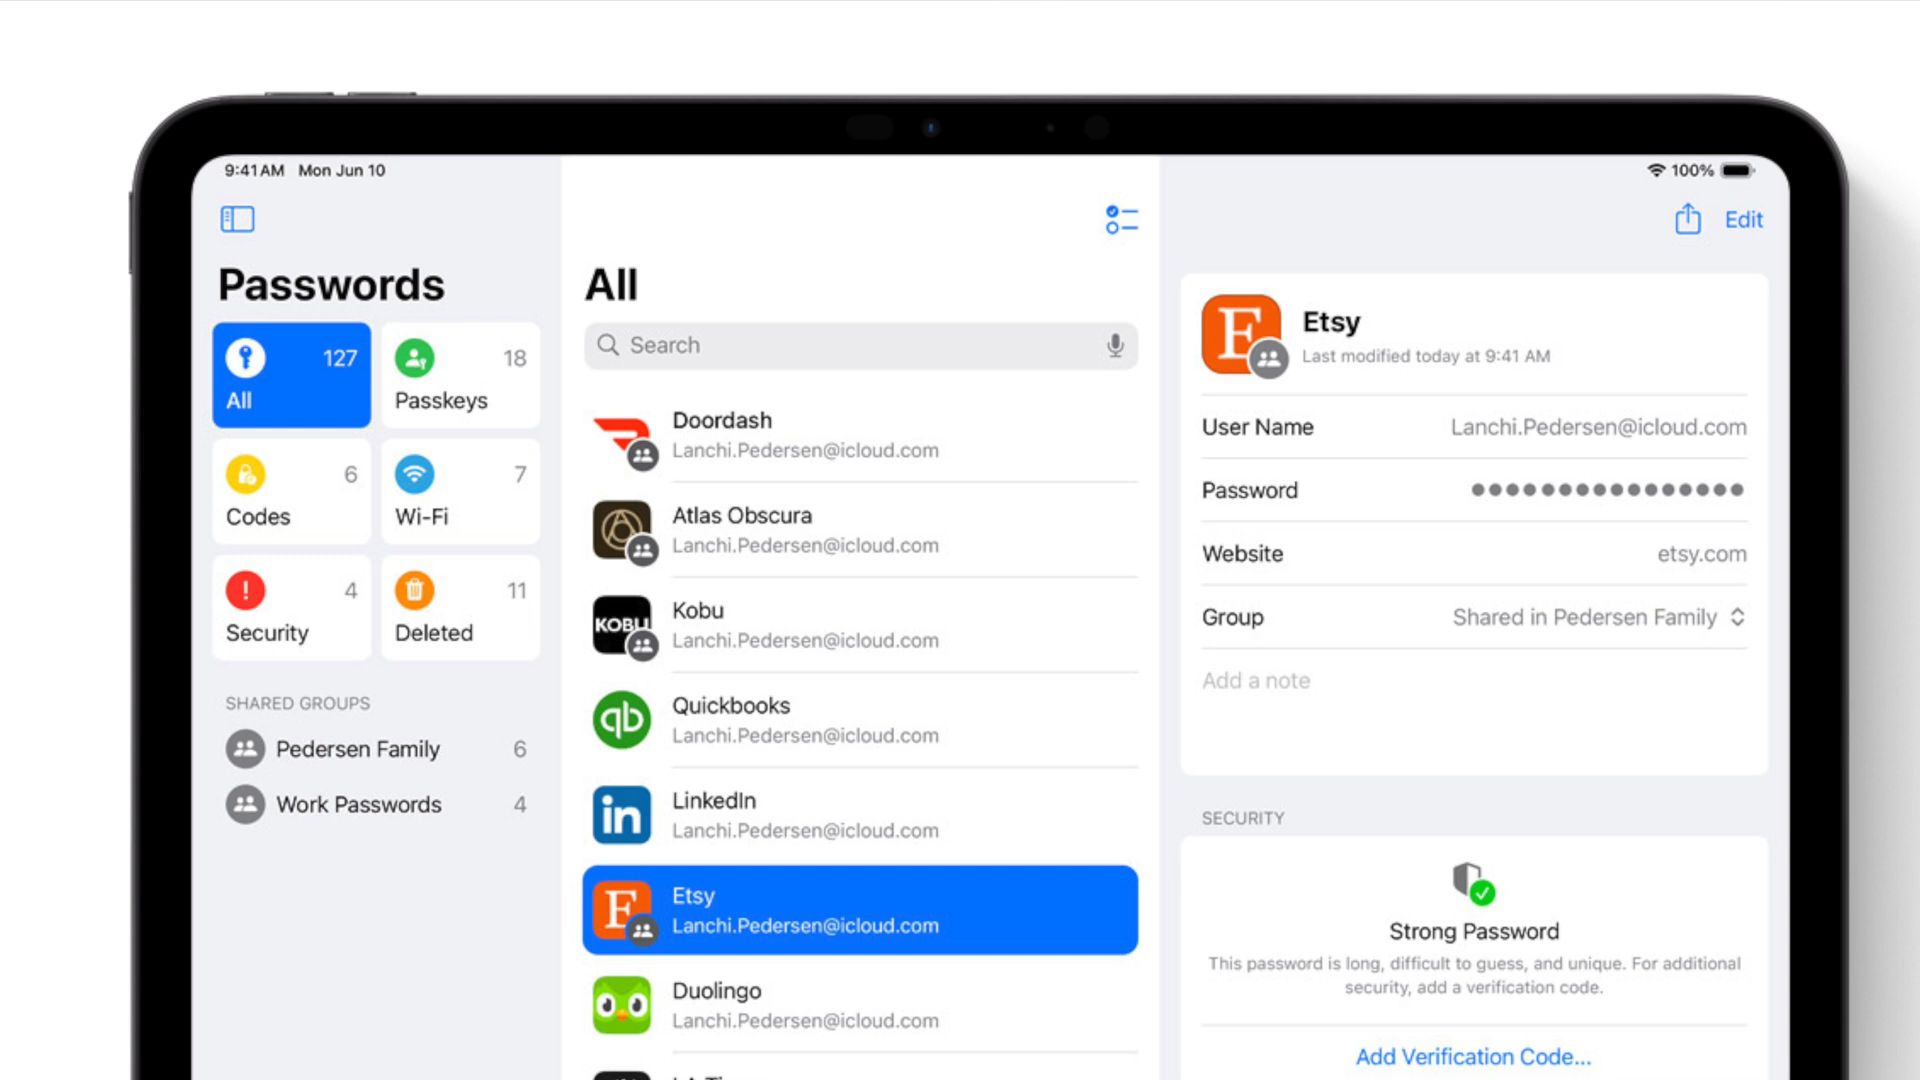 9:41 AM Mon Jun 10
100%
Edit
Passwords
127
All
18
Passkeys
6
Codes
7
Wi-Fi
4
Security
11
Deleted
SHARED GROUPS
Pedersen Family 6
Work Passwords 4
All
Search
Doordash
Lanchi.Pedersen@icloud.com
Atlas Obscura
Lanchi.Pedersen@icloud.com
KOBU
Kobu
Lanchi.Pedersen@icloud.com
qb
Quickbooks
Lanchi.Pedersen@icloud.com
in
LinkedIn
Lanchi.Pedersen@icloud.com
E
Etsy
Lanchi.Pedersen@icloud.com
Duolingo
Lanchi.Pedersen@icloud.com
E
Etsy
Last modified today at 9:41 AM
User Name Lanchi.Pedersen@icloud.com
Password ●●●●●●●●●●●●●●●●
Website etsy.com
Group Shared in Pedersen Family
Add a note
SECURITY
Strong Password
This password is long, difficult to guess, and unique. For additional
security, add a verification code.
Add Verification Code...